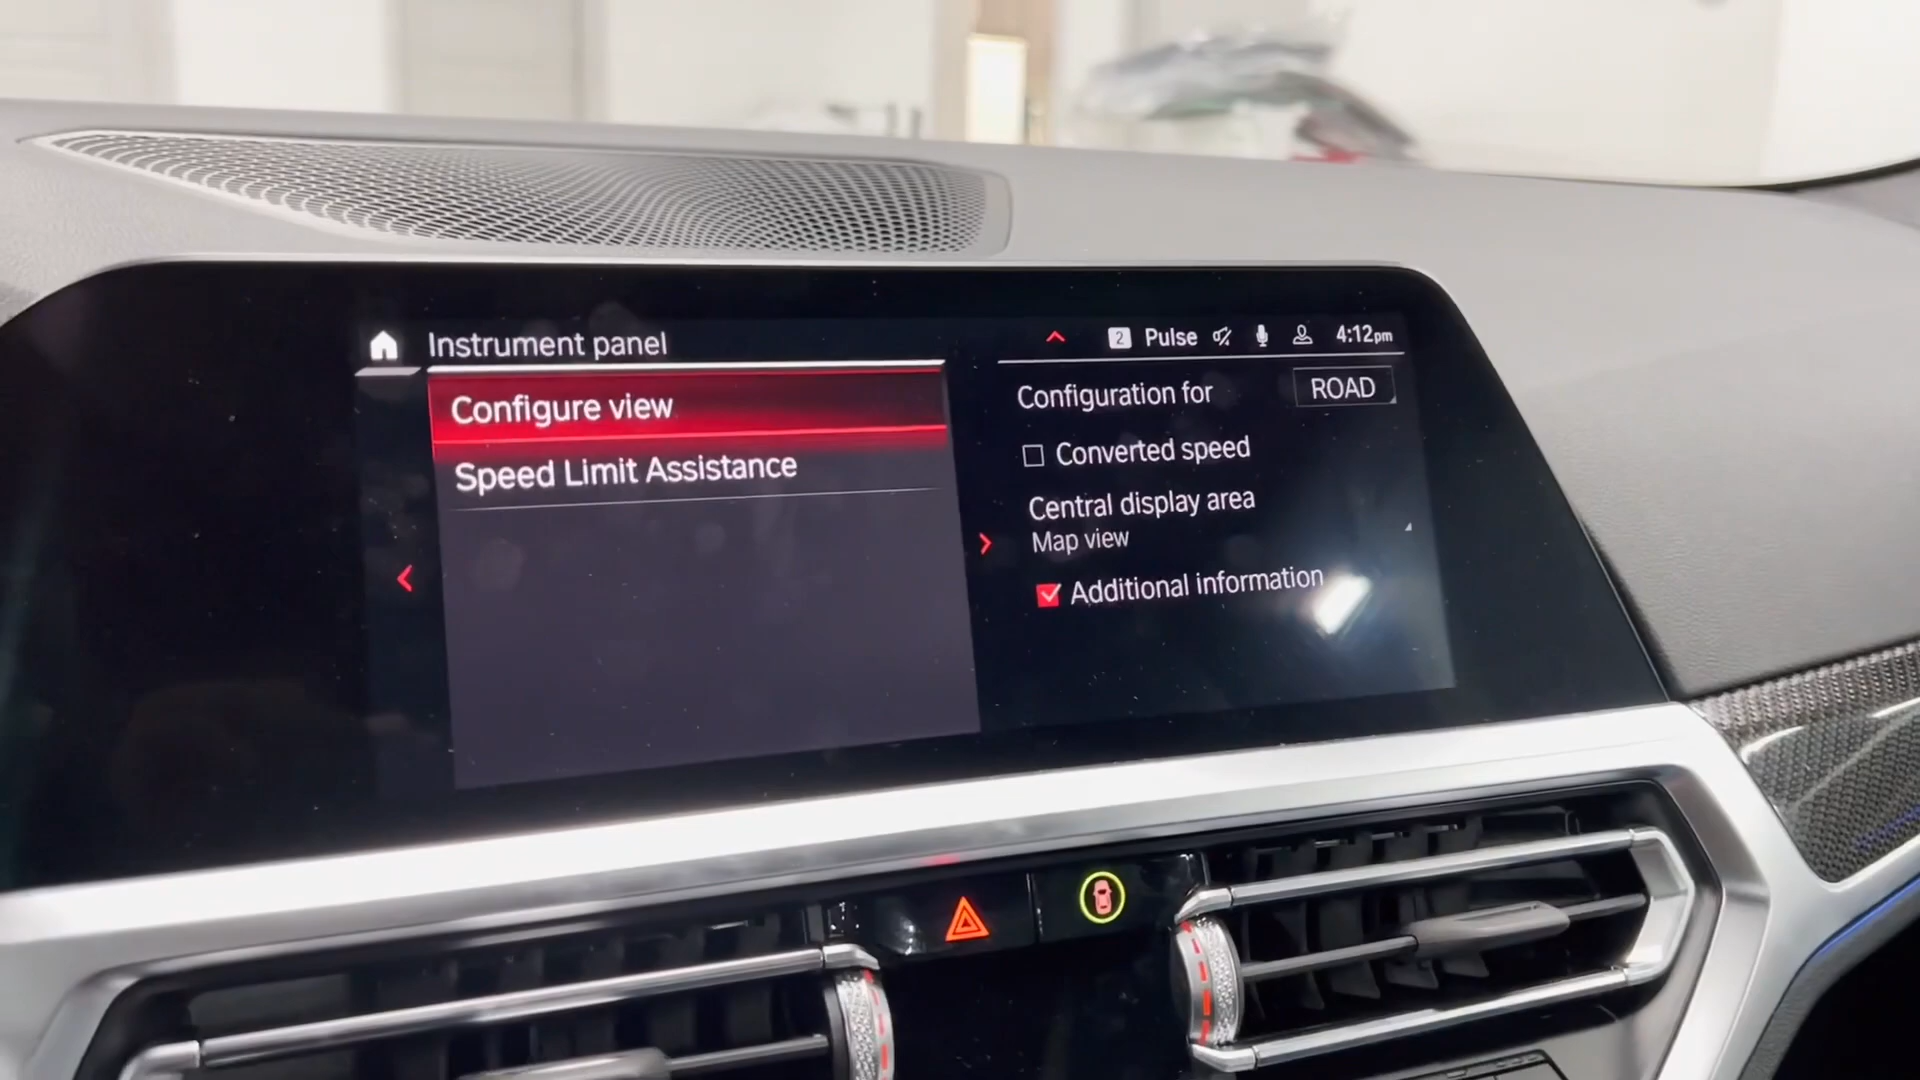 Instrument panel
2 Pulse 4:12pm
Configure view
Speed Limit Assistance
Configuration for ROAD
Converted speed
Central display area
Map view
Additional information